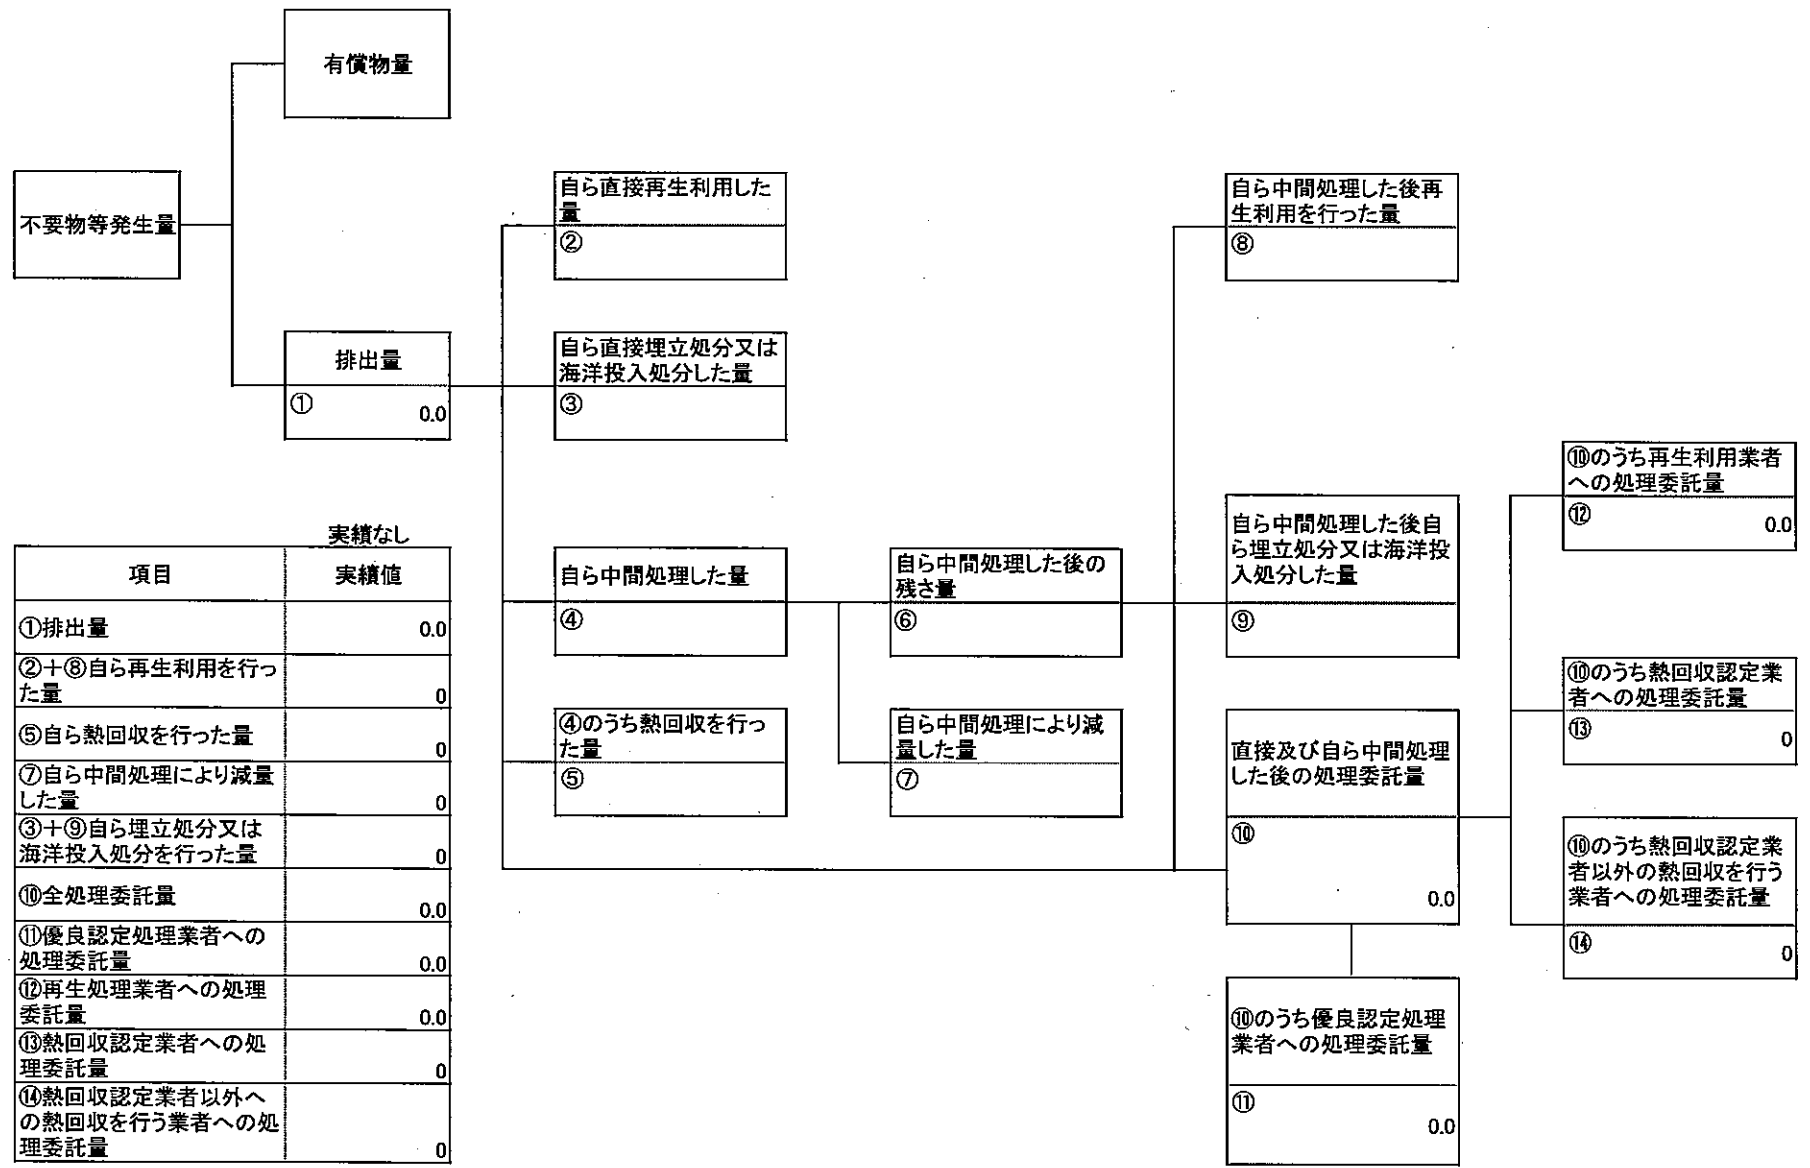 有償物量
不要物等発生量
排出量
①
0.0
自ら直接再生利用した
量
②
自ら直接埋立処分又は
海洋投入処分した量
③
自ら中間処理した量
④
④のうち熱回収を行っ
た量
⑤
自ら中間処理した後の
残さ量
⑥
自ら中間処理により減
量した量
⑦
自ら中間処理した後再
生利用を行った量
⑧
自ら中間処理した後自
ら埋立処分又は海洋投
入処分した量
⑨
直接及び自ら中間処理
した後の処理委託量
⑩
0.0
⑩のうち優良認定処理
業者への処理委託量
⑪
0.0
⑩のうち再生利用業者
への処理委託量
⑫
0.0
⑩のうち熱回収認定業
者への処理委託量
⑬
0
⑩のうち熱回収認定業
者以外の熱回収を行う
業者への処理委託量
⑭
0
実績なし
項目
実績値
①排出量
0.0
②＋⑧自ら再生利用を行っ
た量
0
⑤自ら熱回収を行った量
0
⑦自ら中間処理により減量
した量
0
③＋⑨自ら埋立処分又は
海洋投入処分を行った量
0
⑩全処理委託量
0.0
⑪優良認定処理業者への
処理委託量
0.0
⑫再生処理業者への処理
委託量
0.0
⑬熱回収認定業者への処
理委託量
0
⑭熱回収認定業者以外へ
の熱回収を行う業者への処
理委託量
0